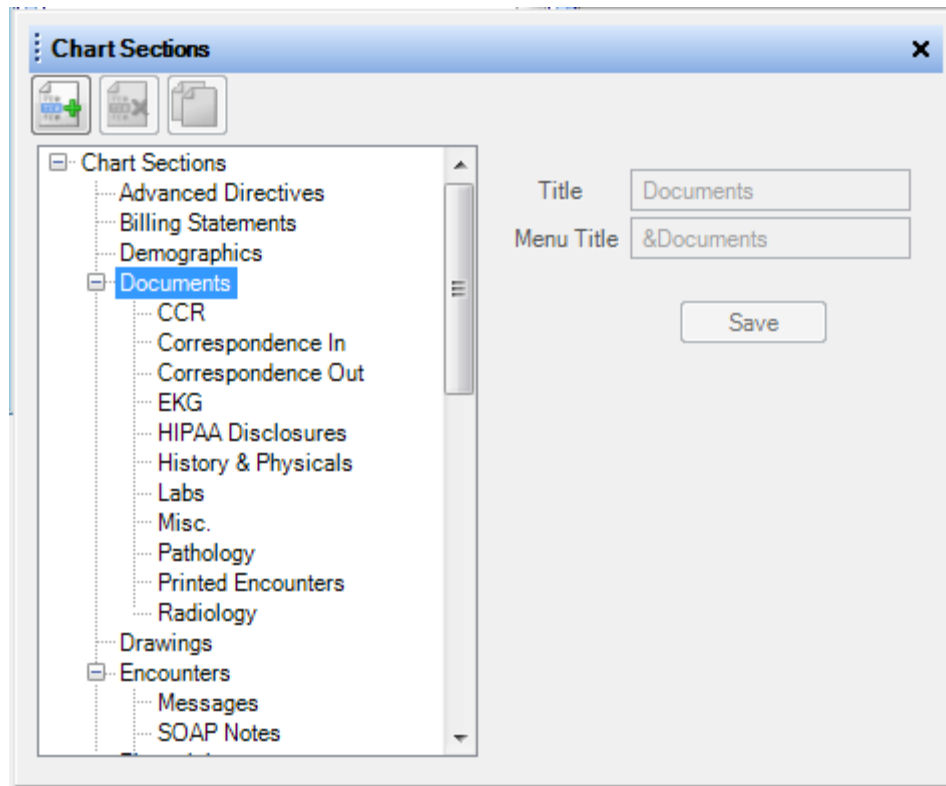 Chart Sections
Chart Sections
Advanced Directives
Billing Statements
Demographics
Documents
CCR
Correspondence In
Correspondence Out
EKG
HIPAA Disclosures
History & Physicals
Labs
Misc.
Pathology
Printed Encounters
Radiology
Drawings
Encounters
Messages
SOAP Notes
Title Documents
Menu Title &Documents
Save